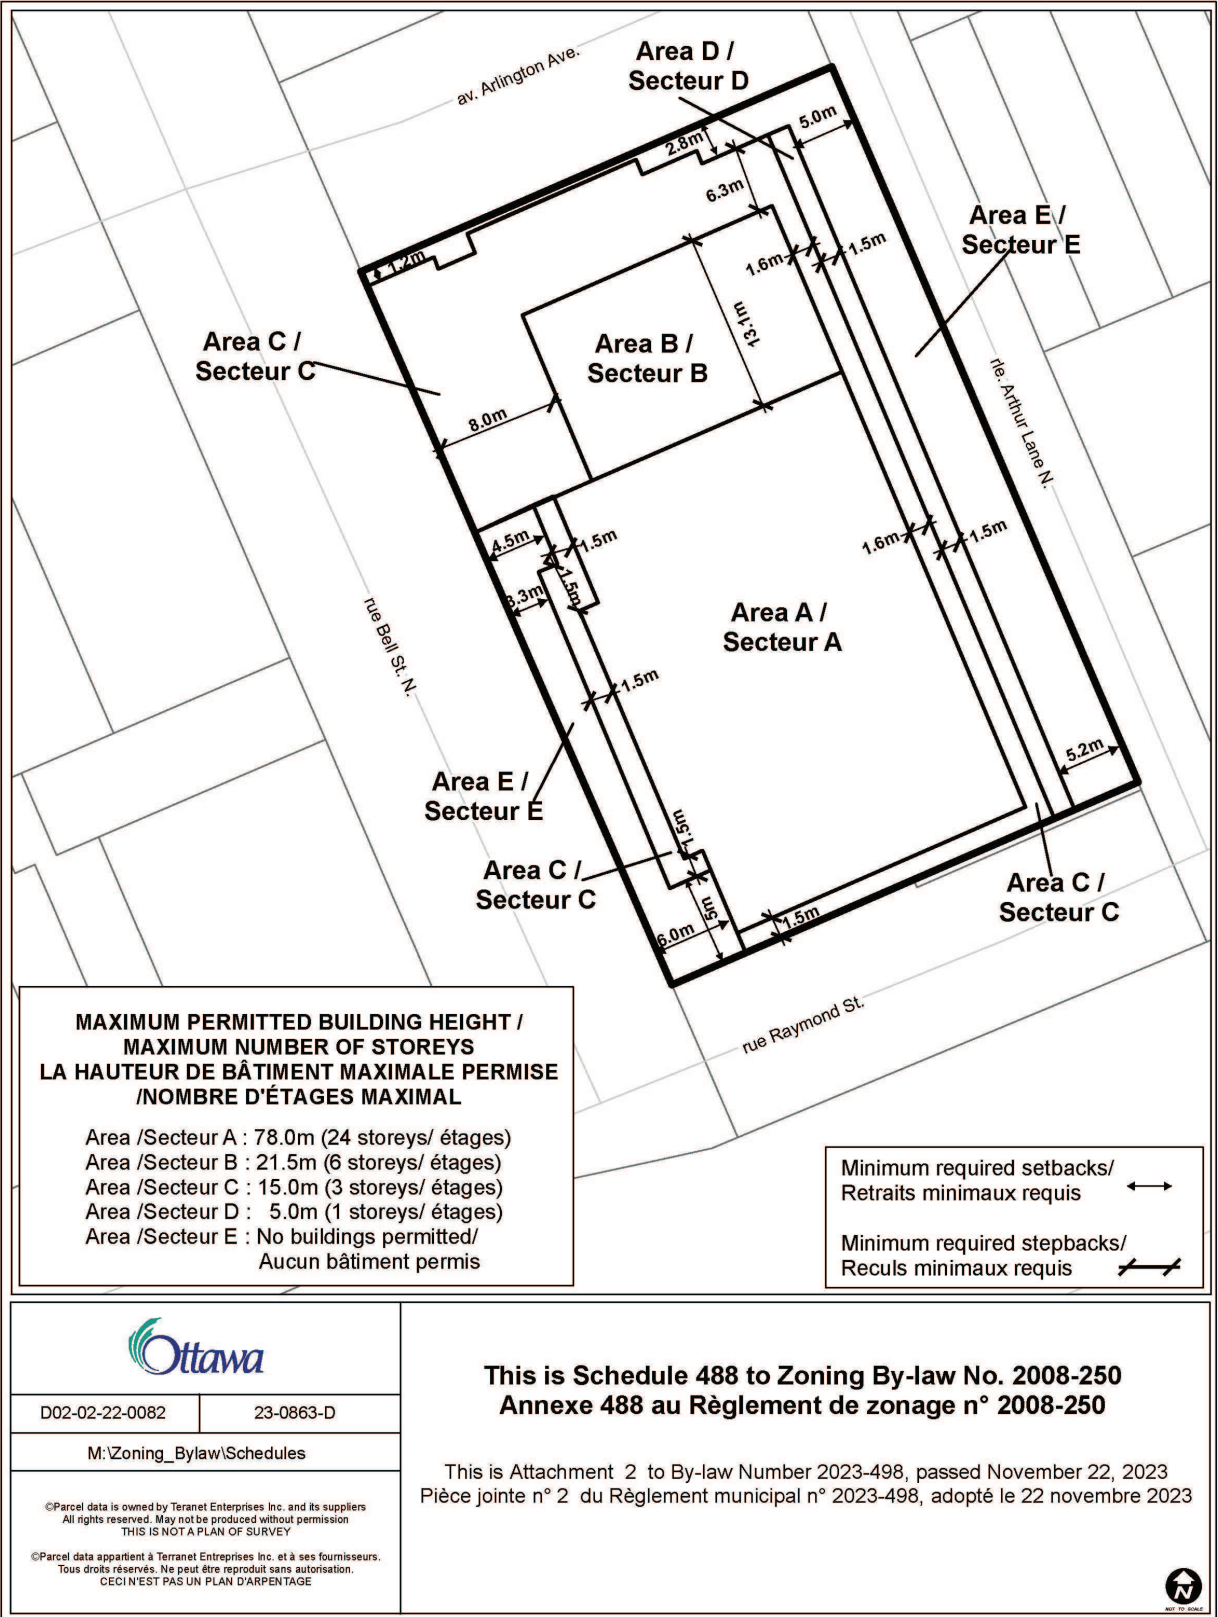 av. Arlington Ave.
Area D /
Secteur D
5.0m
2.8m
6.3m
Area E /
Secteur E
1.2m
1.6m
1.5m
13.1m
Area C /
Secteur C
Area B /
Secteur B
rle. Arthur Lane N.
8.0m
4.5m
1.5m
1.6m
1.5m
1.5m
3.3m
rue Bell St. N.
Area A /
Secteur A
1.5m
5.2m
Area E /
Secteur E
1.5m
Area C /
Secteur C
Area C /
Secteur C
5m
1.5m
6.0m
rue Raymond St.
MAXIMUM PERMITTED BUILDING HEIGHT /
MAXIMUM NUMBER OF STOREYS
LA HAUTEUR DE BÂTIMENT MAXIMALE PERMISE
/NOMBRE D'ÉTAGES MAXIMAL
Area /Secteur A : 78.0m (24 storeys/ étages)
Area /Secteur B : 21.5m (6 storeys/ étages)
Area /Secteur C : 15.0m (3 storeys/ étages)
Area /Secteur D : 5.0m (1 storeys/ étages)
Area /Secteur E : No buildings permitted/
Aucun bâtiment permis
Minimum required setbacks/
Retraits minimaux requis
Minimum required stepbacks/
Reculs minimaux requis
Ottawa
D02-02-22-0082
23-0863-D
M:\Zoning_Bylaw\Schedules
©Parcel data is owned by Teranet Enterprises Inc. and its suppliers
All rights reserved. May not be produced without permission
THIS IS NOT A PLAN OF SURVEY
©Parcel data appartient à Terranet Entreprises Inc. et à ses fournisseurs.
Tous droits réservés. Ne peut être reproduit sans autorisation.
CECI N'EST PAS UN PLAN D'ARPENTAGE
This is Schedule 488 to Zoning By-law No. 2008-250
Annexe 488 au Règlement de zonage n° 2008-250
This is Attachment 2 to By-law Number 2023-498, passed November 22, 2023
Pièce jointe n° 2 du Règlement municipal n° 2023-498, adopté le 22 novembre 2023
N
NOT TO SCALE